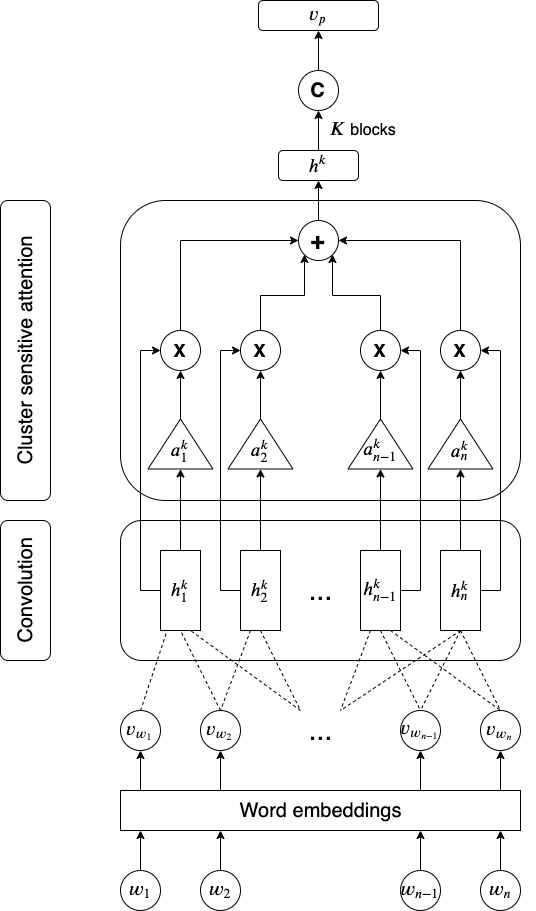 v_p
C
K blocks
h^k
Cluster sensitive attention
+
X X X X
a_1^k a_2^k a_{n-1}^k a_n^k
Convolution
h_1^k h_2^k ... h_{n-1}^k h_n^k
v_{w_1} v_{w_2} ... v_{w_{n-1}} v_{w_n}
Word embeddings
w_1 w_2 w_{n-1} w_n